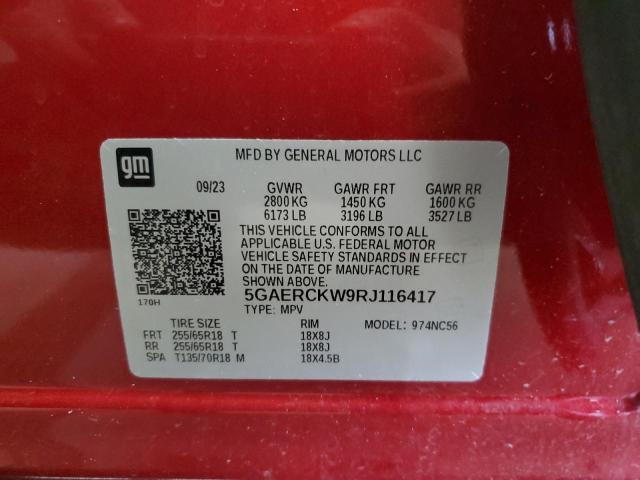 gm
MFD BY GENERAL MOTORS LLC
09/23 GVWR GAWR FRT GAWR RR
2800 KG 1450 KG 1600 KG
6173 LB 3196 LB 3527 LB
THIS VEHICLE CONFORMS TO ALL
APPLICABLE U.S. FEDERAL MOTOR
VEHICLE SAFETY STANDARDS IN EFFECT
ON THE DATE OF MANUFACTURE
SHOWN ABOVE.
170H 5GAERCKW9RJ116417
TYPE: MPV
TIRE SIZE RIM MODEL: 974NC56
FRT 255/65R18 T 18X8J
RR 255/65R18 T 18X8J
SPA T135/70R18 M 18X4.5B